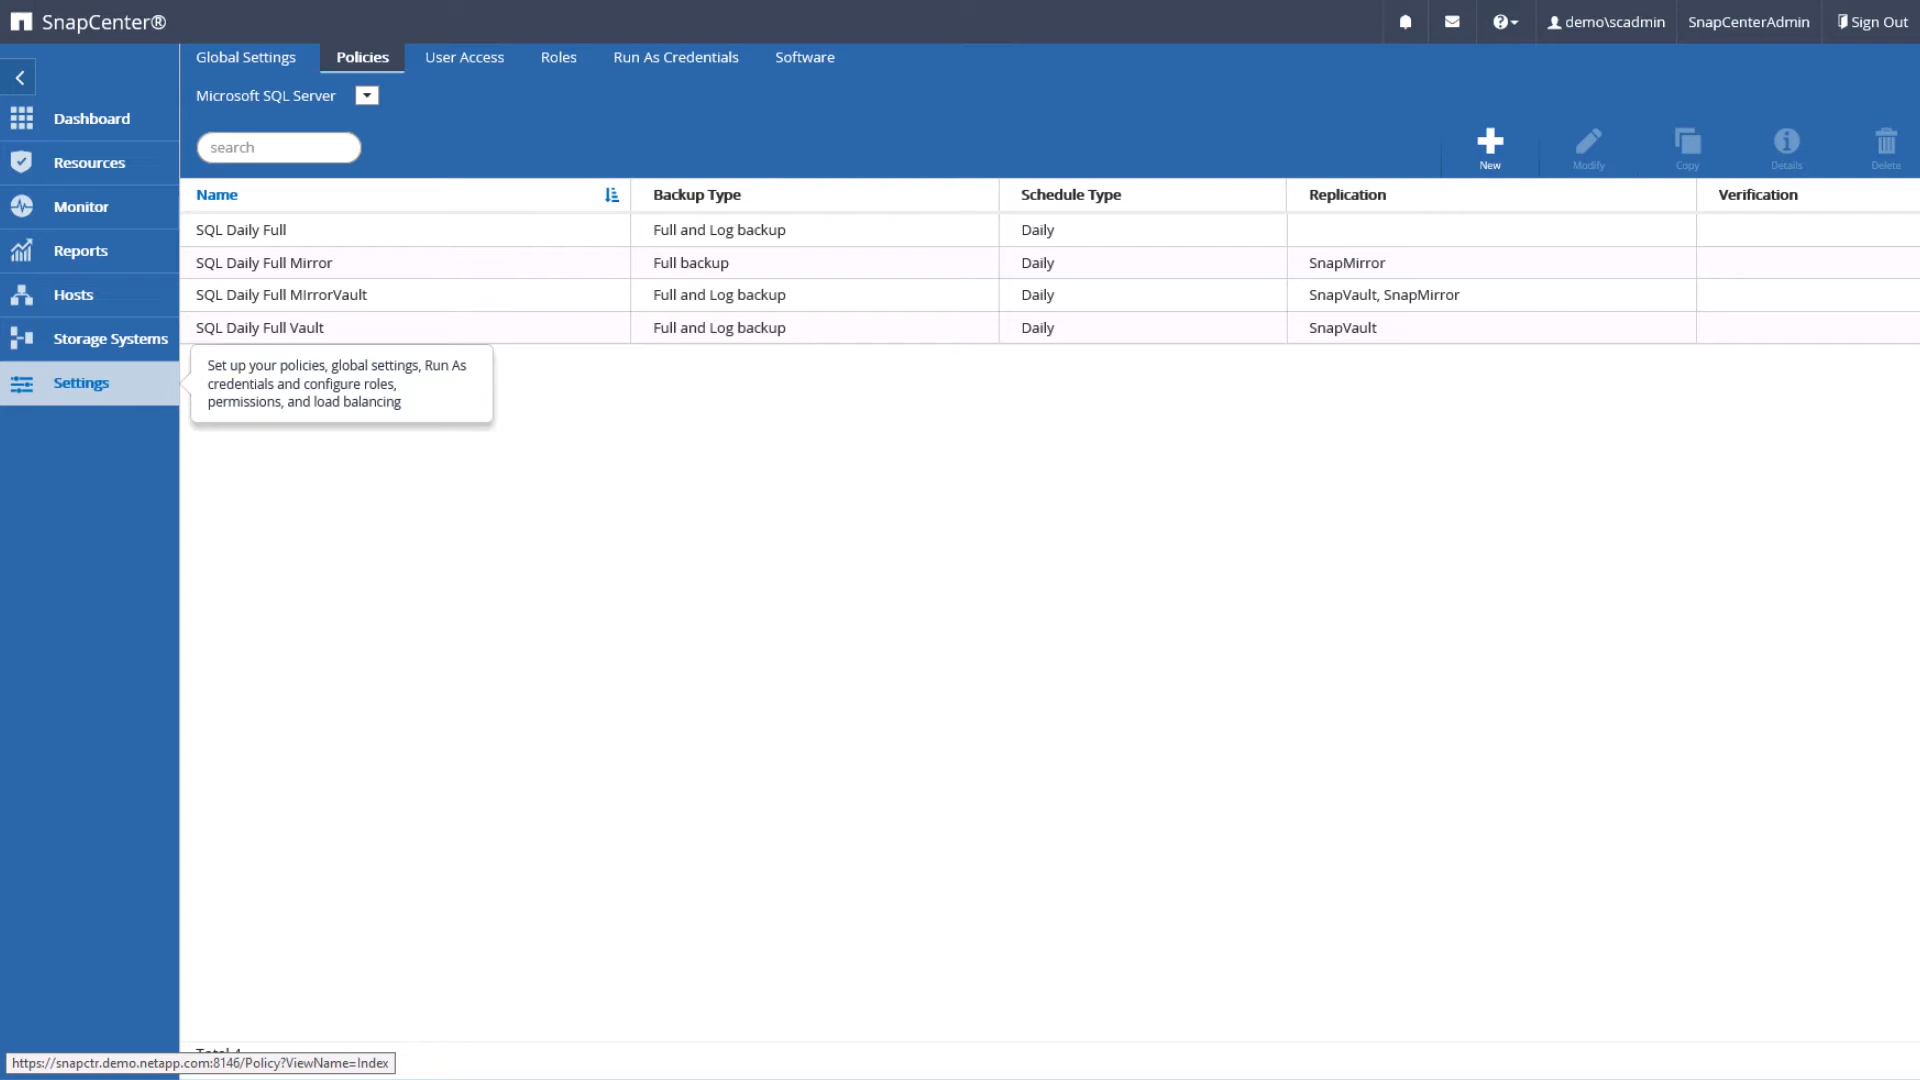 SnapCenter®
demo\scadmin
SnapCenterAdmin
Sign Out
Global Settings
Policies
User Access
Roles
Run As Credentials
Software
Microsoft SQL Server
search
New
Modify
Copy
Details
Delete
Dashboard
Resources
Monitor
Reports
Hosts
Storage Systems
Settings
Name Backup Type Schedule Type Replication Verification
SQL Daily Full Full and Log backup Daily
SQL Daily Full Mirror Full backup Daily SnapMirror
SQL Daily Full MIrrorVault Full and Log backup Daily SnapVault, SnapMirror
SQL Daily Full Vault Full and Log backup Daily SnapVault
Set up your policies, global settings, Run As
credentials and configure roles,
permissions, and load balancing
Total 4
https://snapctr.demo.netapp.com:8146/Policy?ViewName=Index